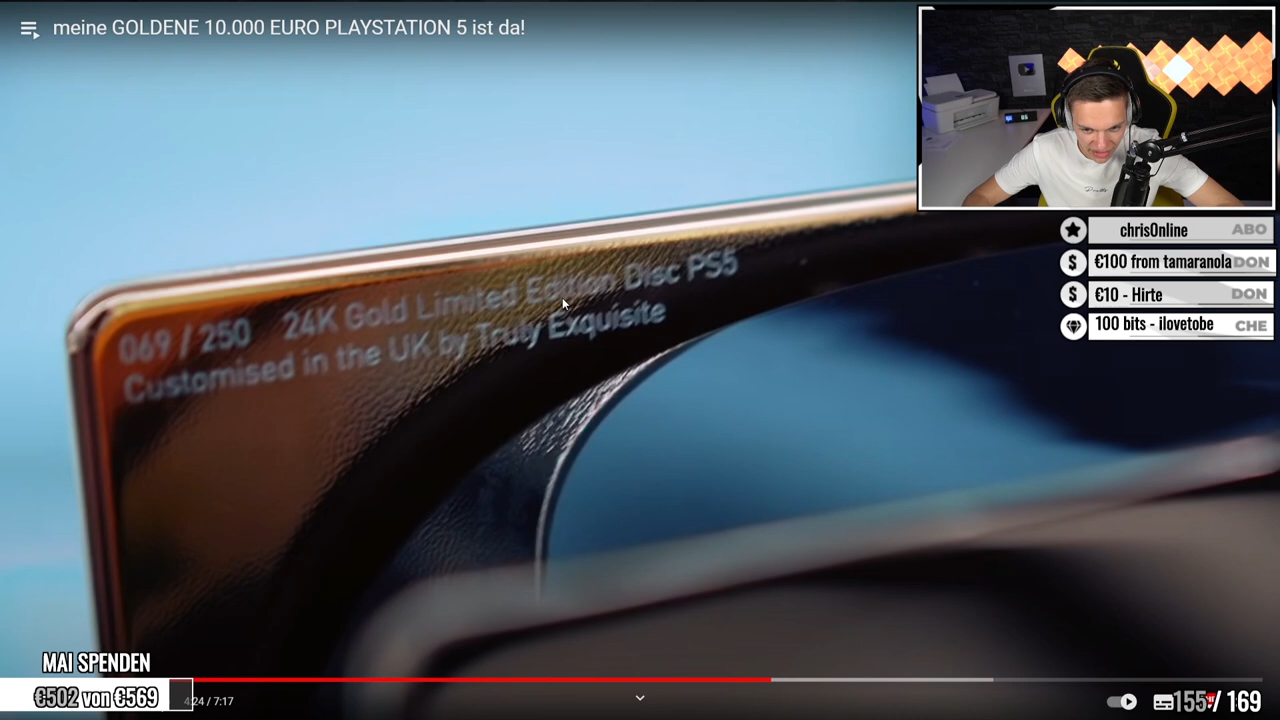 meine GOLDENE 10.000 EURO PLAYSTATION 5 ist da!
069 / 250 24K Gold Limited Edition Disc PS5
Customised in the UK by Truly Exquisite
chrisOnline ABO
€100 from tamaranola DON
€10 - Hirte DON
100 bits - ilovetobe CHE
MAI SPENDEN
€502 von €569
4:24 / 7:17
155 / 169